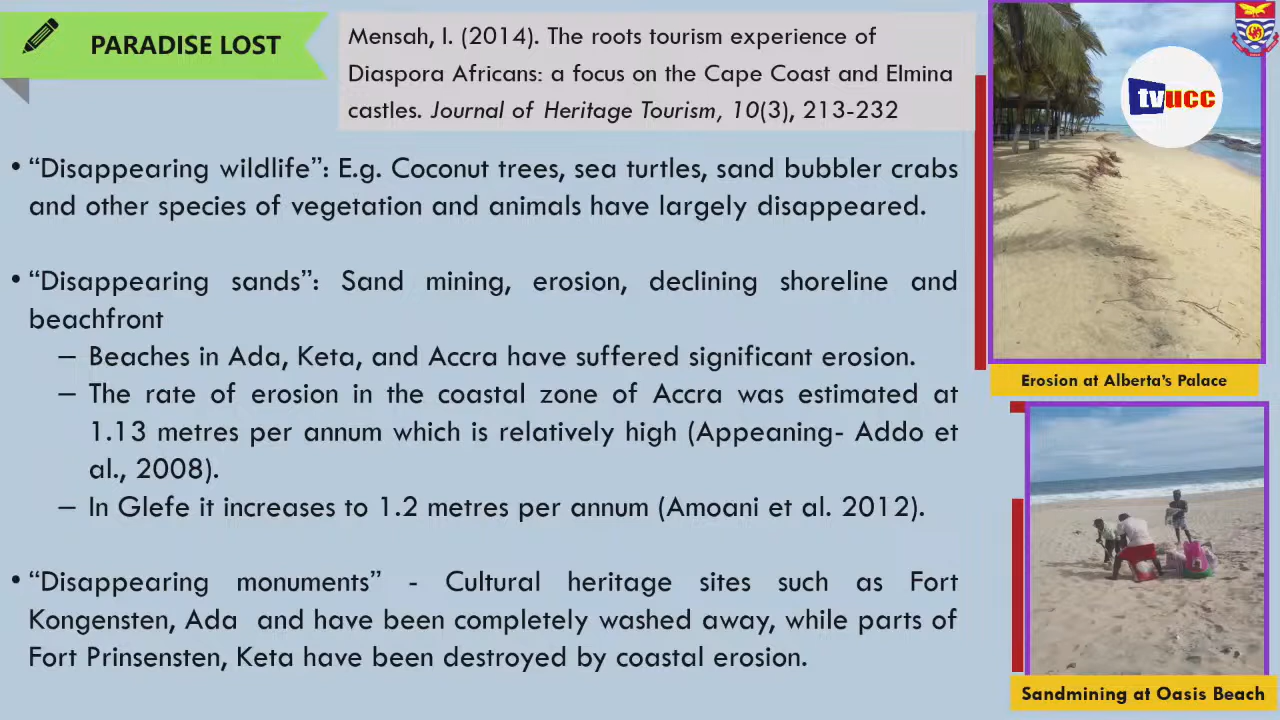 PARADISE LOST
Mensah, I. (2014). The roots tourism experience of
Diaspora Africans: a focus on the Cape Coast and Elmina
castles. Journal of Heritage Tourism, 10(3), 213-232
• “Disappearing wildlife”: E.g. Coconut trees, sea turtles, sand bubbler crabs
and other species of vegetation and animals have largely disappeared.
• “Disappearing sands”: Sand mining, erosion, declining shoreline and
beachfront
– Beaches in Ada, Keta, and Accra have suffered significant erosion.
– The rate of erosion in the coastal zone of Accra was estimated at
1.13 metres per annum which is relatively high (Appeaning- Addo et
al., 2008).
– In Glefe it increases to 1.2 metres per annum (Amoani et al. 2012).
• “Disappearing monuments” - Cultural heritage sites such as Fort
Kongensten, Ada and have been completely washed away, while parts of
Fort Prinsensten, Keta have been destroyed by coastal erosion.
tvucc
Erosion at Alberta’s Palace
Sandmining at Oasis Beach